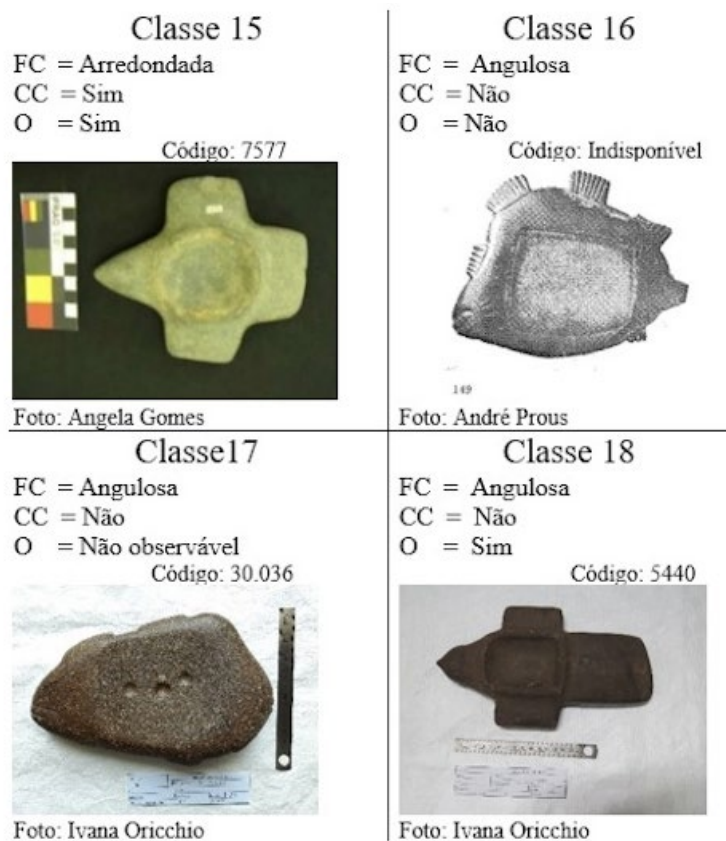 Classe 15
FC = Arredondada
CC = Sim
O = Sim
Código: 7577
Foto: Angela Gomes
Classe 16
FC = Angulosa
CC = Não
O = Não
Código: Indisponível
149
Foto: André Prous
Classe17
FC = Angulosa
CC = Não
O = Não observável
Código: 30.036
Foto: Ivana Oricchio
Classe 18
FC = Angulosa
CC = Não
O = Sim
Código: 5440
Foto: Ivana Oricchio